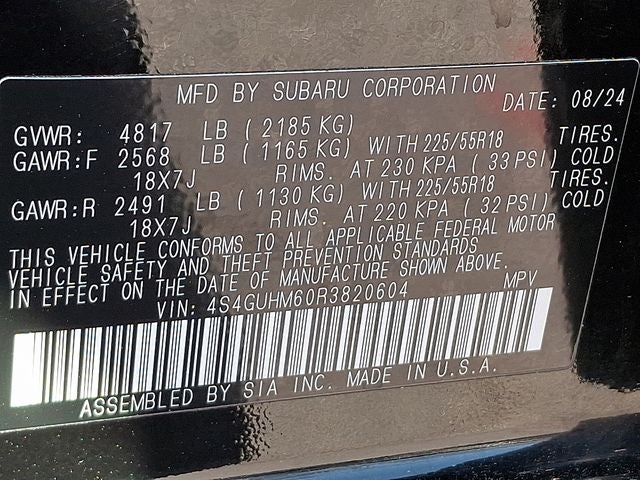 MFD BY SUBARU CORPORATION DATE: 08/24
GVWR: 4817 LB ( 2185 KG)
GAWR:F 2568 LB ( 1165 KG) WITH 225/55R18 TIRES.
18X7J RIMS. AT 230 KPA ( 33 PSI) COLD
GAWR:R 2491 LB ( 1130 KG) WITH 225/55R18 TIRES.
18X7J RIMS. AT 220 KPA ( 32 PSI) COLD
THIS VEHICLE CONFORMS TO ALL APPLICABLE FEDERAL MOTOR
VEHICLE SAFETY AND THEFT PREVENTION STANDARDS
IN EFFECT ON THE DATE OF MANUFACTURE SHOWN ABOVE.
VIN: 4S4GUHM60R3820604 MPV
ASSEMBLED BY SIA INC. MADE IN U.S.A.